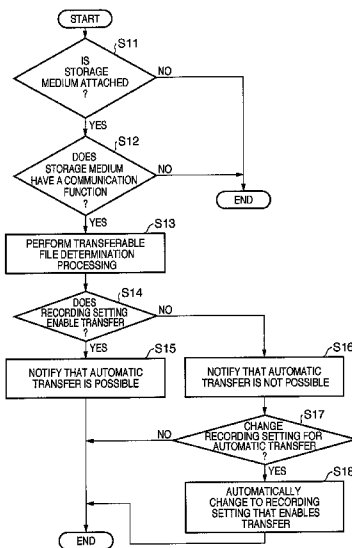 START
S11
IS
STORAGE
MEDIUM ATTACHED
?
NO
YES
S12
DOES
STORAGE MEDIUM
HAVE A COMMUNICATION
FUNCTION
?
NO
YES
END
S13
PERFORM TRANSFERABLE
FILE DETERMINATION
PROCESSING
S14
DOES
RECORDING SETTING
ENABLE TRANSFER
?
NO
YES
S15
NOTIFY THAT AUTOMATIC
TRANSFER IS POSSIBLE
S16
NOTIFY THAT AUTOMATIC
TRANSFER IS NOT POSSIBLE
S17
CHANGE
RECORDING SETTING FOR
AUTOMATIC TRANSFER
?
NO
YES
S18
AUTOMATICALLY
CHANGE TO RECORDING
SETTING THAT ENABLES
TRANSFER
END